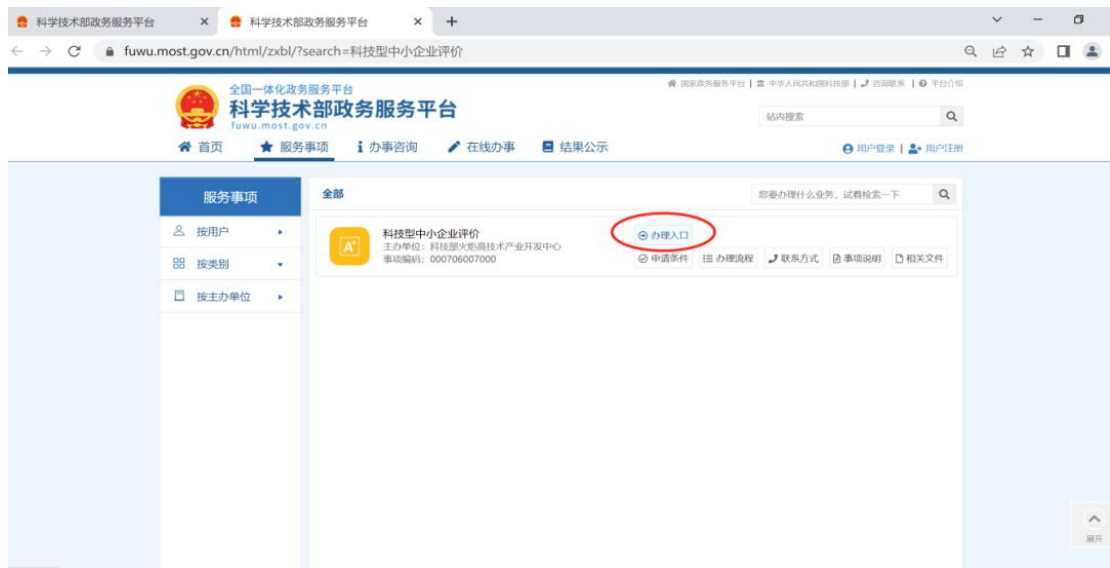 科学技术部政务服务平台
科学技术部政务服务平台
fuwu.most.gov.cn/html/zxbl/?search=科技型中小企业评价
国家政务服务平台 | 中华人民共和国科技部 | 咨询联系 | 平台介绍
全国一体化政务服务平台
科学技术部政务服务平台
fuwu.most.gov.cn
站内搜索
首页 服务事项 办事咨询 在线办事 结果公示
用户登录 | 用户注册
服务事项
全部
您要办理什么业务，试着检索一下
按用户
按类别
按主办单位
科技型中小企业评价
办理入口
主办单位：科技部火炬高技术产业开发中心
事项编码：000706007000
申请条件 办理流程 联系方式 事项说明 相关文件
展开